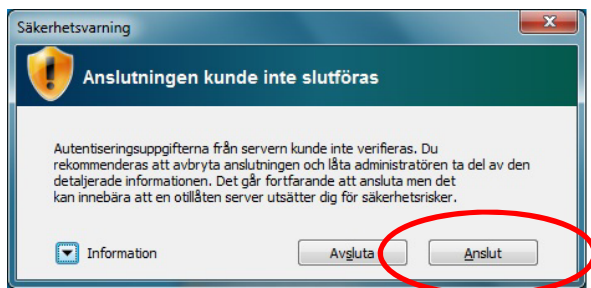 Säkerhetsvarning
Anslutningen kunde inte slutföras
Autentiseringsuppgifterna från servern kunde inte verifieras. Du
rekommenderas att avbryta anslutningen och låta administratören ta del av den
detaljerade informationen. Det går fortfarande att ansluta men det
kan innebära att en otillåten server utsätter dig för säkerhetsrisker.
Information Avsluta Anslut